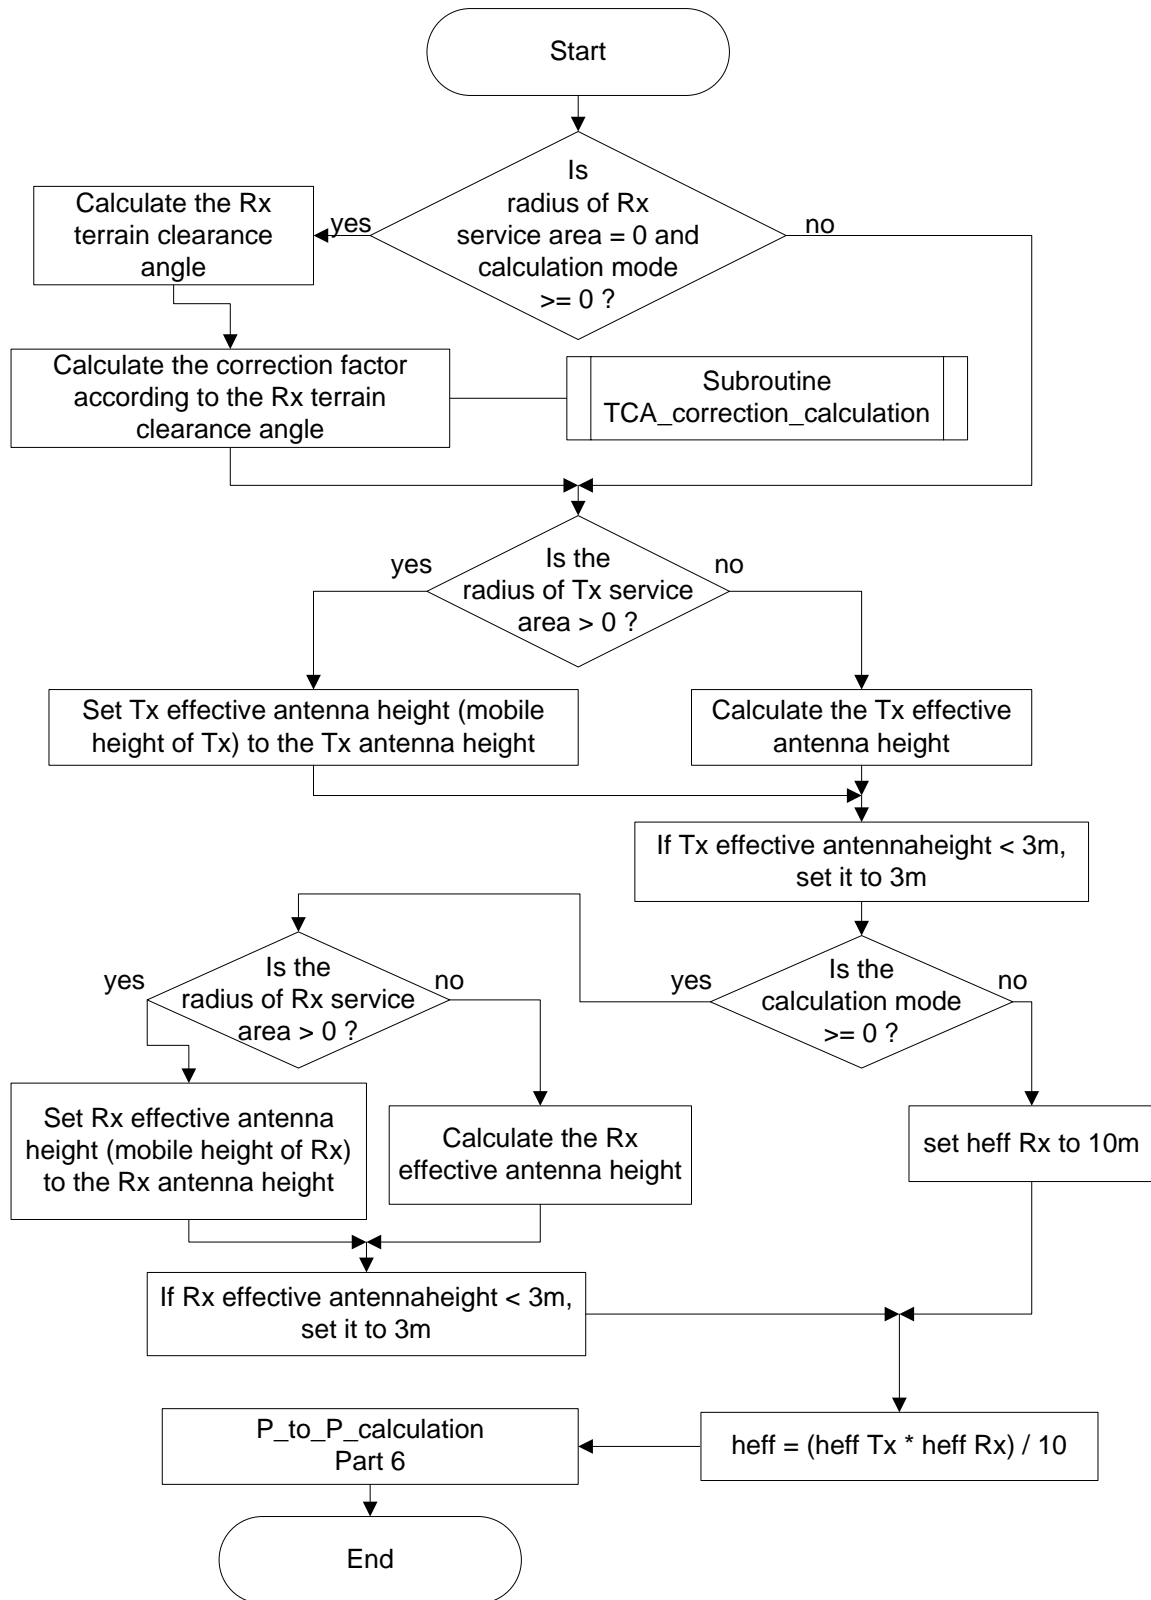 Start
Is
radius of Rx
service area = 0 and
calculation mode
>= 0 ?
yes
no
Calculate the Rx
terrain clearance
angle
Calculate the correction factor
according to the Rx terrain
clearance angle
Subroutine
TCA_correction_calculation
Is the
radius of Tx service
area > 0 ?
yes
no
Set Tx effective antenna height (mobile
height of Tx) to the Tx antenna height
Calculate the Tx effective
antenna height
If Tx effective antennaheight < 3m,
set it to 3m
Is the
calculation mode
>= 0 ?
yes
no
Is the
radius of Rx service
area > 0 ?
yes
no
Set Rx effective antenna
height (mobile height of Rx)
to the Rx antenna height
Calculate the Rx
effective antenna height
set heff Rx to 10m
If Rx effective antennaheight < 3m,
set it to 3m
heff = (heff Tx * heff Rx) / 10
P_to_P_calculation
Part 6
End